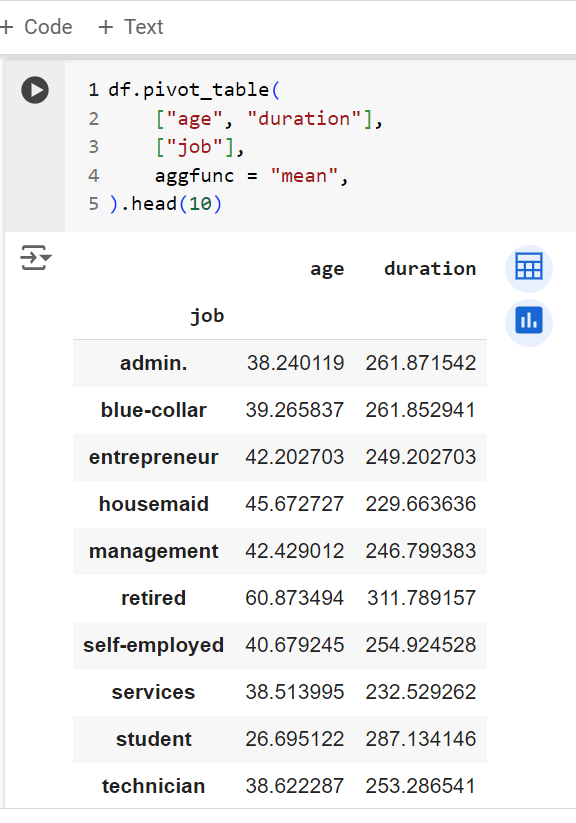 + Code + Text
1 df.pivot_table(
2     ["age", "duration"],
3     ["job"],
4     aggfunc = "mean",
5 ).head(10)
age duration
job
admin. 38.240119 261.871542
blue-collar 39.265837 261.852941
entrepreneur 42.202703 249.202703
housemaid 45.672727 229.663636
management 42.429012 246.799383
retired 60.873494 311.789157
self-employed 40.679245 254.924528
services 38.513995 232.529262
student 26.695122 287.134146
technician 38.622287 253.286541